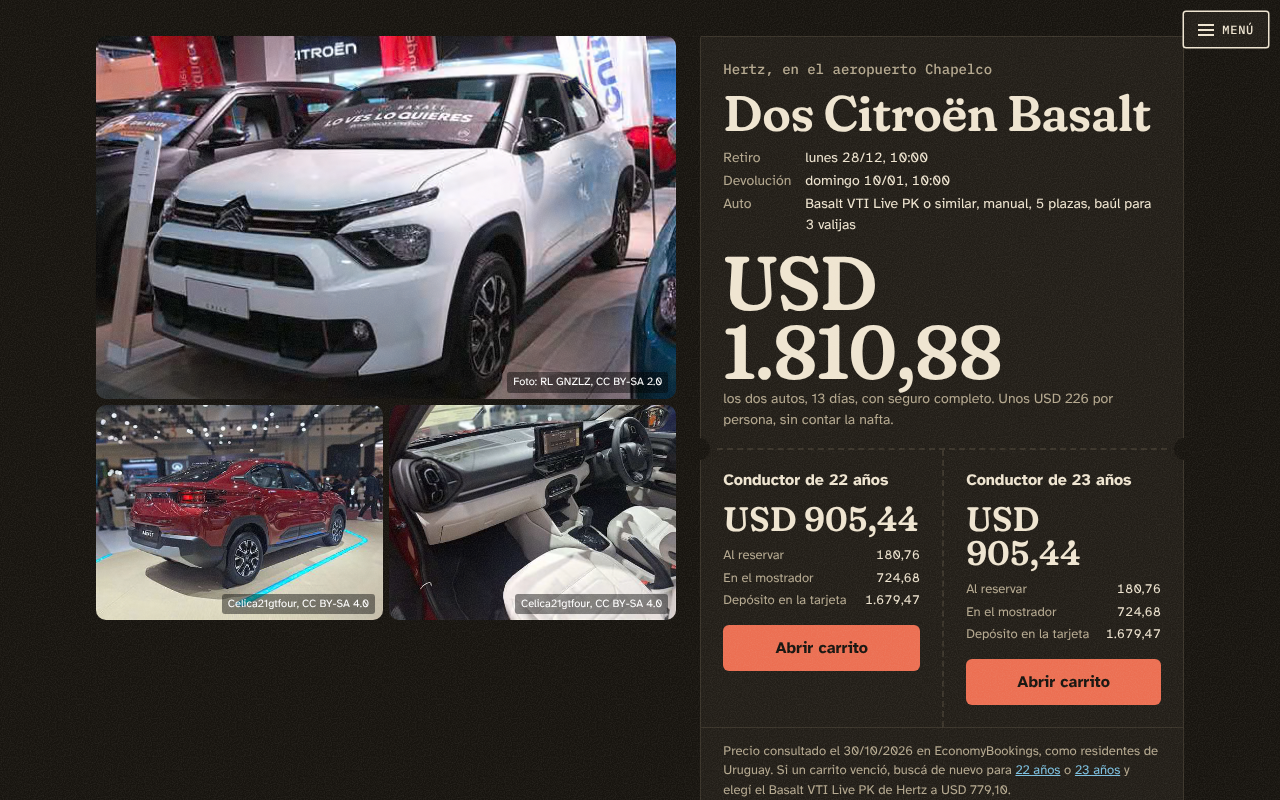 MENÚ
CITROËN
BASALT
LO VES LO QUIERES
Foto: RL GNZLZ, CC BY-SA 2.0
Celica21gtfour, CC BY-SA 4.0
Celica21gtfour, CC BY-SA 4.0
Hertz, en el aeropuerto Chapelco
Dos Citroën Basalt
Retiro lunes 28/12, 10:00
Devolución domingo 10/01, 10:00
Auto Basalt VTI Live PK o similar, manual, 5 plazas, baúl para
3 valijas
USD
1.810,88
los dos autos, 13 días, con seguro completo. Unos USD 226 por
persona, sin contar la nafta.
Conductor de 22 años
USD 905,44
Al reservar 180,76
En el mostrador 724,68
Depósito en la tarjeta 1.679,47
Abrir carrito
Conductor de 23 años
USD
905,44
Al reservar 180,76
En el mostrador 724,68
Depósito en la tarjeta 1.679,47
Abrir carrito
Precio consultado el 30/10/2026 en EconomyBookings, como residentes de
Uruguay. Si un carrito venció, buscá de nuevo para 22 años o 23 años y
elegí el Basalt VTI Live PK de Hertz a USD 779,10.